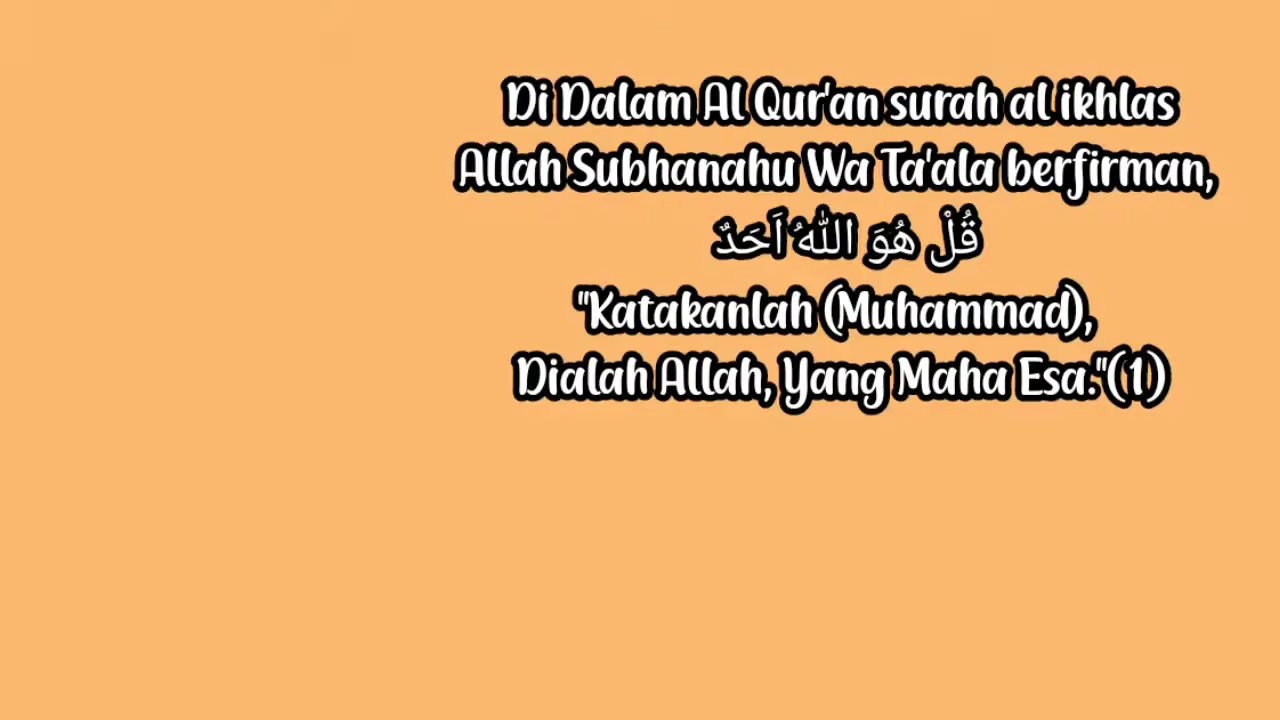 Di Dalam Al Qur'an surah al ikhlas
Allah Subhanahu Wa Ta'ala berfirman,
قُلْ هُوَ اللّٰهُ اَحَدٌ
"Katakanlah (Muhammad),
Dialah Allah, Yang Maha Esa."(1)